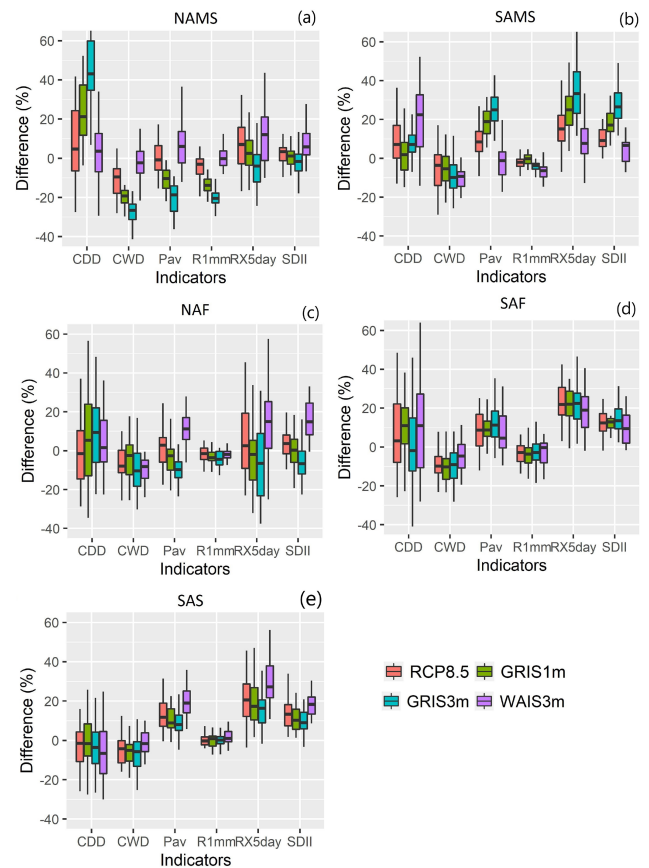 NAMS
(a)
60
40
20
0
-20
-40
Difference (%)
CDD CWD Pav R1mm RX5day SDII
Indicators
SAMS
(b)
60
40
20
0
-20
-40
Difference (%)
CDD CWD Pav R1mm RX5day SDII
Indicators
NAF
(c)
60
40
20
0
-20
-40
Difference (%)
CDD CWD Pav R1mm RX5day SDII
Indicators
SAF
(d)
60
40
20
0
-20
-40
Difference (%)
CDD CWD Pav R1mm RX5day SDII
Indicators
SAS
(e)
60
40
20
0
-20
-40
Difference (%)
CDD CWD Pav R1mm RX5day SDII
Indicators
RCP8.5 GRIS1m
GRIS3m WAIS3m